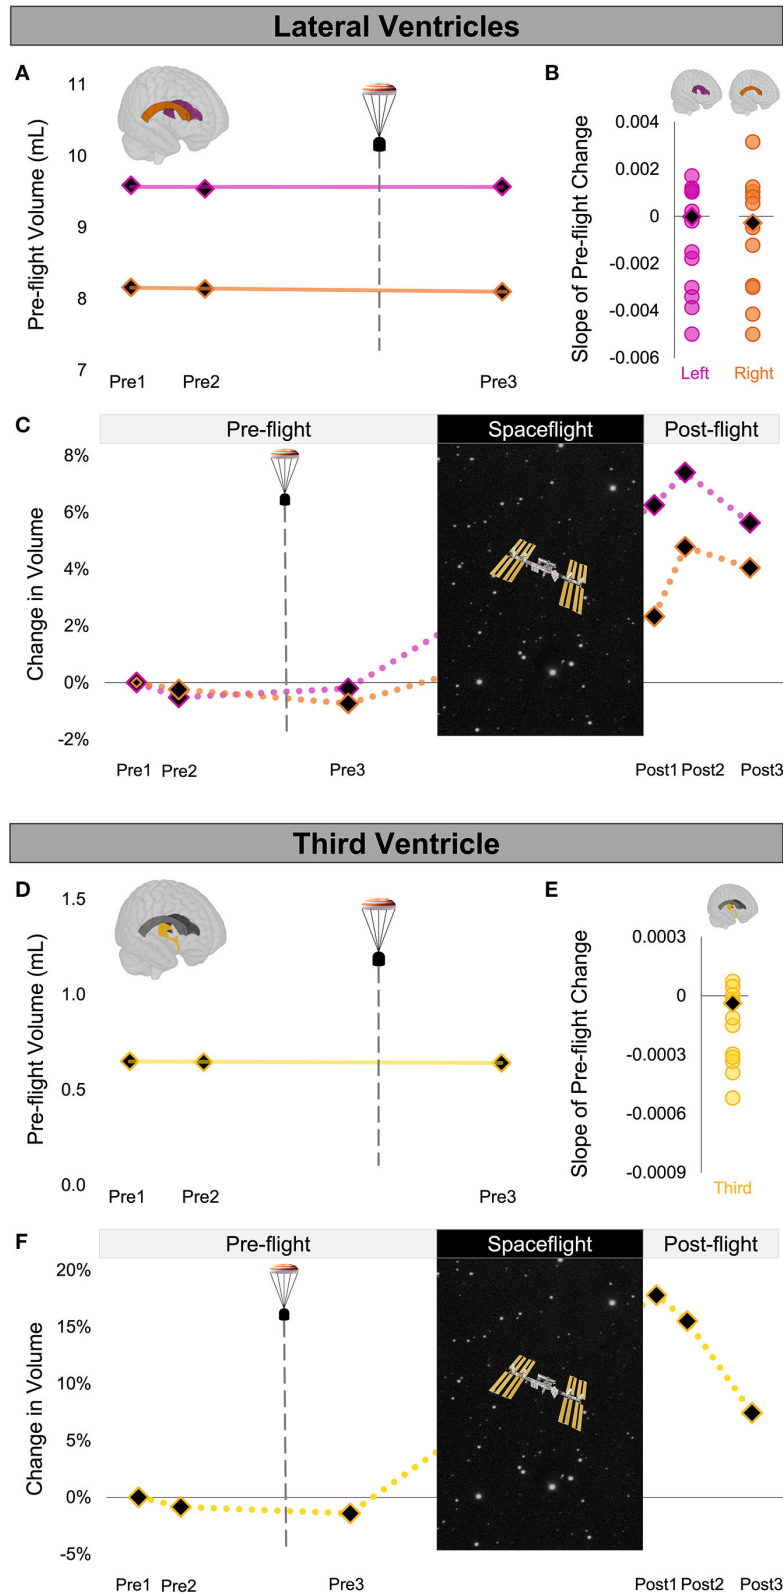 Lateral Ventricles
A
Pre-flight Volume (mL)
11
10
9
8
7
Pre1
Pre2
Pre3
B
Slope of Pre-flight Change
0.004
0.002
0
-0.002
-0.004
-0.006
Left
Right
C
Pre-flight
Spaceflight
Post-flight
Change in Volume
8%
6%
4%
2%
0%
-2%
Pre1
Pre2
Pre3
Post1
Post2
Post3
Third Ventricle
D
Pre-flight Volume (mL)
1.5
1.0
0.5
0.0
Pre1
Pre2
Pre3
E
Slope of Pre-flight Change
0.0003
0
-0.0003
-0.0006
-0.0009
Third
F
Pre-flight
Spaceflight
Post-flight
Change in Volume
20%
15%
10%
5%
0%
-5%
Pre1
Pre2
Pre3
Post1
Post2
Post3